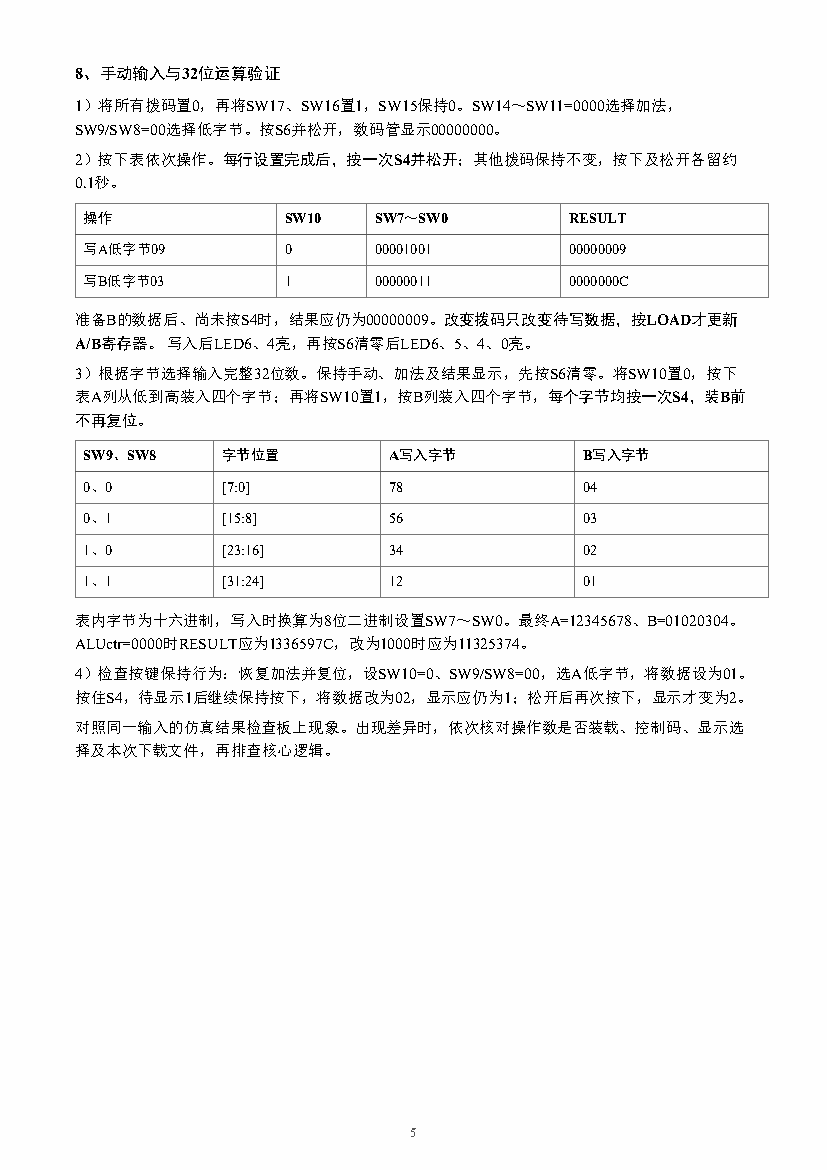 8、手动输入与32位运算验证
1）将所有拨码置0，再将SW17、SW16置1，SW15保持0。SW14～SW11=0000选择加法，
SW9/SW8=00选择低字节。按S6并松开，数码管显示00000000。
2）按下表依次操作。每行设置完成后，按一次S4并松开；其他拨码保持不变，按下及松开各留约
0.1秒。
操作 SW10 SW7～SW0 RESULT
写A低字节09 0 00001001 00000009
写B低字节03 1 00000011 0000000C
准备B的数据后、尚未按S4时，结果应仍为00000009。改变拨码只改变待写数据，按LOAD才更新
A/B寄存器。 写入后LED6、4亮，再按S6清零后LED6、5、4、0亮。
3）根据字节选择输入完整32位数。保持手动、加法及结果显示，先按S6清零。将SW10置0，按下
表A列从低到高装入四个字节；再将SW10置1，按B列装入四个字节，每个字节均按一次S4，装B前
不再复位。
SW9、SW8 字节位置 A写入字节 B写入字节
0、0 [7:0] 78 04
0、1 [15:8] 56 03
1、0 [23:16] 34 02
1、1 [31:24] 12 01
表内字节为十六进制，写入时换算为8位二进制设置SW7～SW0。最终A=12345678、B=01020304。
ALUctr=0000时RESULT应为1336597C，改为1000时应为11325374。
4）检查按键保持行为：恢复加法并复位，设SW10=0、SW9/SW8=00，选A低字节，将数据设为01。
按住S4，待显示1后继续保持按下，将数据改为02，显示应仍为1；松开后再次按下，显示才变为2。
对照同一输入的仿真结果检查板上现象。出现差异时，依次核对操作数是否装载、控制码、显示选
择及本次下载文件，再排查核心逻辑。
5